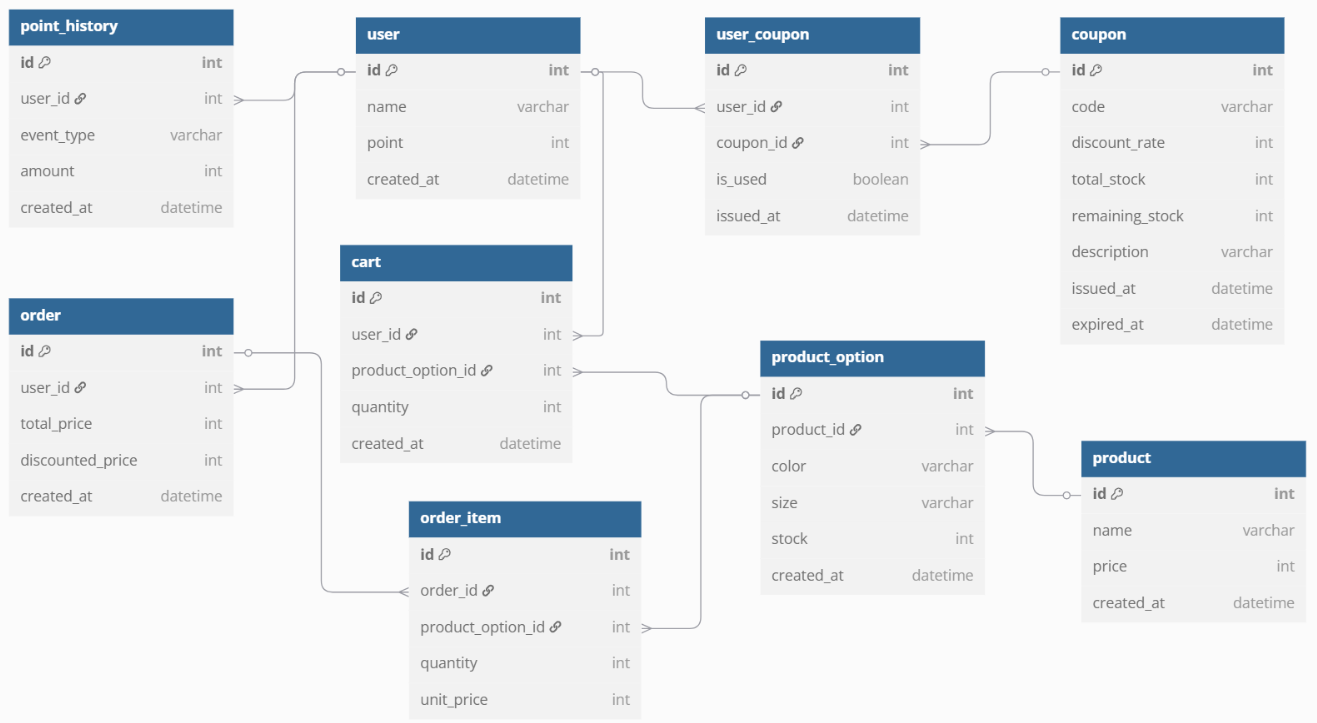 point_history
id int
user_id int
event_type varchar
amount int
created_at datetime
user
id int
name varchar
point int
created_at datetime
user_coupon
id int
user_id int
coupon_id int
is_used boolean
issued_at datetime
coupon
id int
code varchar
discount_rate int
total_stock int
remaining_stock int
description varchar
issued_at datetime
expired_at datetime
order
id int
user_id int
total_price int
discounted_price int
created_at datetime
cart
id int
user_id int
product_option_id int
quantity int
created_at datetime
product_option
id int
product_id int
color varchar
size varchar
stock int
created_at datetime
product
id int
name varchar
price int
created_at datetime
order_item
id int
order_id int
product_option_id int
quantity int
unit_price int